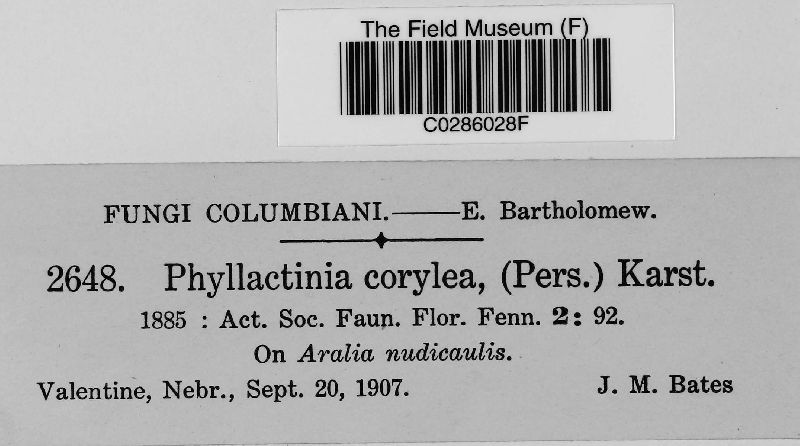 The Field Museum (F)
C0286028F
FUNGI COLUMBIANI.——E. Bartholomew.
2648. Phyllactinia corylea, (Pers.) Karst.
1885 : Act. Soc. Faun. Flor. Fenn. 2: 92.
On Aralia nudicaulis.
Valentine, Nebr., Sept. 20, 1907. J. M. Bates